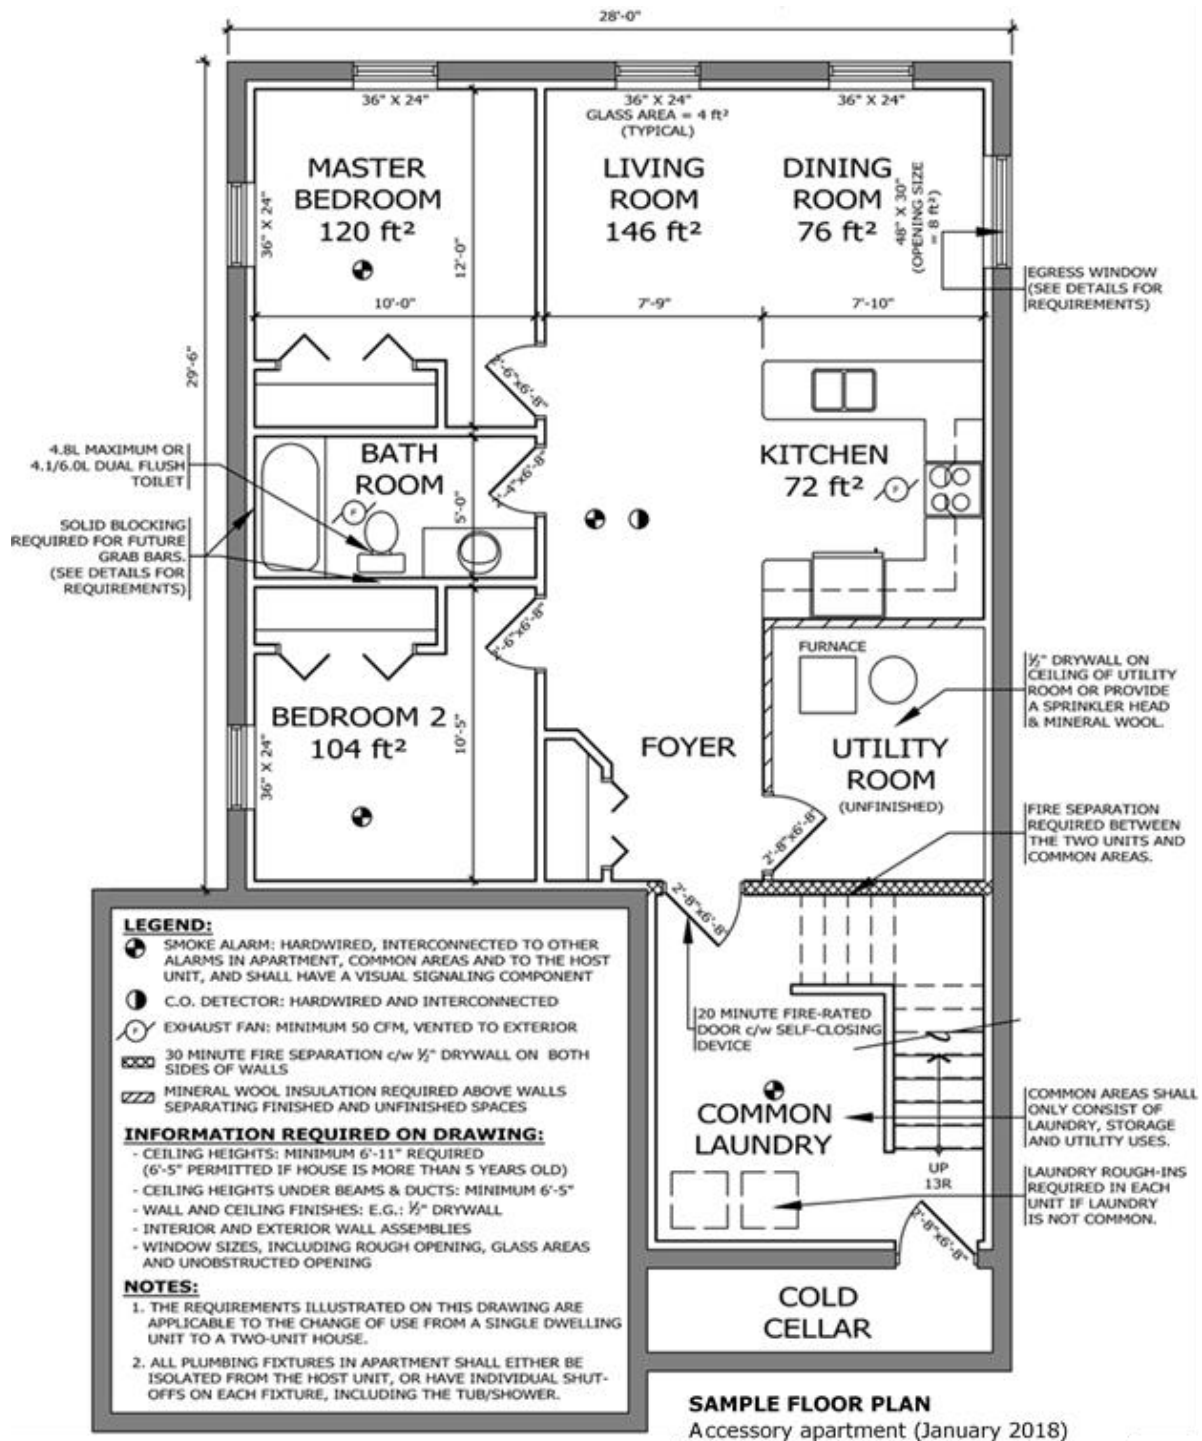 28'-0"
36" X 24"
36" X 24"
GLASS AREA = 4 ft²
(TYPICAL)
36" X 24"
MASTER
BEDROOM
120 ft²
LIVING
ROOM
146 ft²
DINING
ROOM
76 ft²
36" X 24"
12'-0"
48" X 30"
(OPENING SIZE
= 8 ft²)
EGRESS WINDOW
(SEE DETAILS FOR
REQUIREMENTS)
10'-0"
7'-9"
7'-10"
29'-6"
2'-6"x6'-8"
4.8L MAXIMUM OR
4.1/6.0L DUAL FLUSH
TOILET
BATH
ROOM
F
5'-0"
2'-4"x6'-8"
KITCHEN
72 ft²
F
SOLID BLOCKING
REQUIRED FOR FUTURE
GRAB BARS.
(SEE DETAILS FOR
REQUIREMENTS)
2'-6"x6'-8"
FURNACE
½" DRYWALL ON
CEILING OF UTILITY
ROOM OR PROVIDE
A SPRINKLER HEAD
& MINERAL WOOL.
BEDROOM 2
104 ft²
36" X 24"
10'-5"
FOYER
UTILITY
ROOM
(UNFINISHED)
2'-8"x6'-8"
FIRE SEPARATION
REQUIRED BETWEEN
THE TWO UNITS AND
COMMON AREAS.
2'-8"x6'-8"
LEGEND:
SMOKE ALARM: HARDWIRED, INTERCONNECTED TO OTHER
ALARMS IN APARTMENT, COMMON AREAS AND TO THE HOST
UNIT, AND SHALL HAVE A VISUAL SIGNALING COMPONENT
C.O. DETECTOR: HARDWIRED AND INTERCONNECTED
F
EXHAUST FAN: MINIMUM 50 CFM, VENTED TO EXTERIOR
30 MINUTE FIRE SEPARATION c/w ½" DRYWALL ON BOTH
SIDES OF WALLS
MINERAL WOOL INSULATION REQUIRED ABOVE WALLS
SEPARATING FINISHED AND UNFINISHED SPACES
INFORMATION REQUIRED ON DRAWING:
- CEILING HEIGHTS: MINIMUM 6'-11" REQUIRED
(6'-5" PERMITTED IF HOUSE IS MORE THAN 5 YEARS OLD)
- CEILING HEIGHTS UNDER BEAMS & DUCTS: MINIMUM 6'-5"
- WALL AND CEILING FINISHES: E.G.: ½" DRYWALL
- INTERIOR AND EXTERIOR WALL ASSEMBLIES
- WINDOW SIZES, INCLUDING ROUGH OPENING, GLASS AREAS
AND UNOBSTRUCTED OPENING
NOTES:
1. THE REQUIREMENTS ILLUSTRATED ON THIS DRAWING ARE
APPLICABLE TO THE CHANGE OF USE FROM A SINGLE DWELLING
UNIT TO A TWO-UNIT HOUSE.
2. ALL PLUMBING FIXTURES IN APARTMENT SHALL EITHER BE
ISOLATED FROM THE HOST UNIT, OR HAVE INDIVIDUAL SHUT-
OFFS ON EACH FIXTURE, INCLUDING THE TUB/SHOWER.
20 MINUTE FIRE-RATED
DOOR c/w SELF-CLOSING
DEVICE
COMMON
LAUNDRY
UP
13R
COMMON AREAS SHALL
ONLY CONSIST OF
LAUNDRY, STORAGE
AND UTILITY USES.
LAUNDRY ROUGH-INS
REQUIRED IN EACH
UNIT IF LAUNDRY
IS NOT COMMON.
2'-8"x6'-8"
COLD
CELLAR
SAMPLE FLOOR PLAN
Accessory apartment (January 2018)